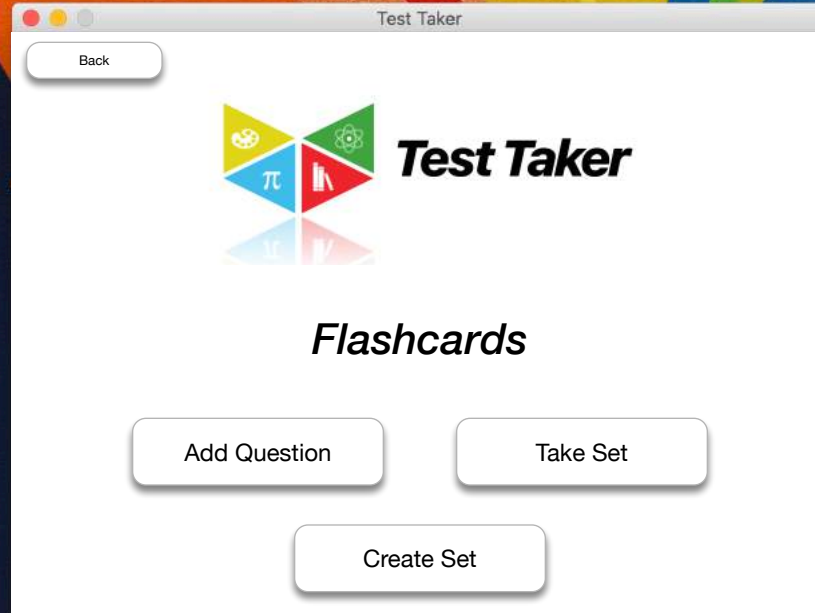 Test Taker
Back
π
Test Taker
Flashcards
Add Question
Take Set
Create Set